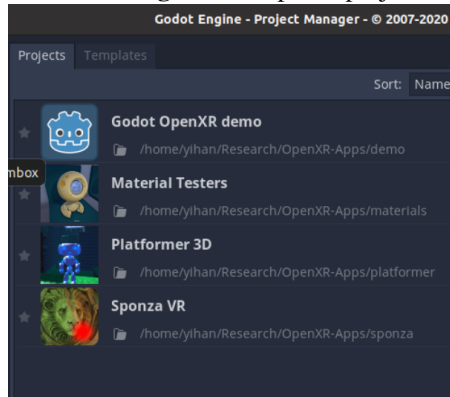 Godot Engine - Project Manager - © 2007-2020
Projects Templates
Sort: Name
Godot OpenXR demo
/home/yihan/Research/OpenXR-Apps/demo
mbox
Material Testers
/home/yihan/Research/OpenXR-Apps/materials
Platformer 3D
/home/yihan/Research/OpenXR-Apps/platformer
Sponza VR
/home/yihan/Research/OpenXR-Apps/sponza